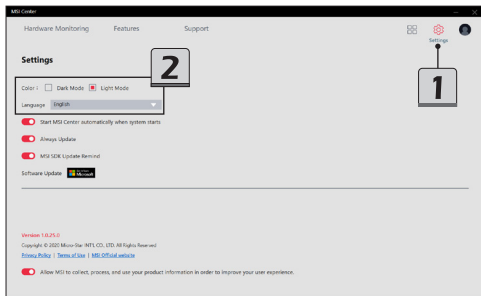 MSI Center
Hardware Monitoring Features Support
Settings
Settings
2
1
Color : Dark Mode Light Mode
Language English
Start MSI Center automatically when system starts
Always Update
MSI SDK Update Remind
Software Update Microsoft
Version 1.0.25.0
Copyright © 2020 Micro-Star INT'L CO., LTD. All Rights Reserved
Privacy Policy | Terms of Use | MSI Official website
Allow MSI to collect, process, and use your product information in order to improve your user experience.